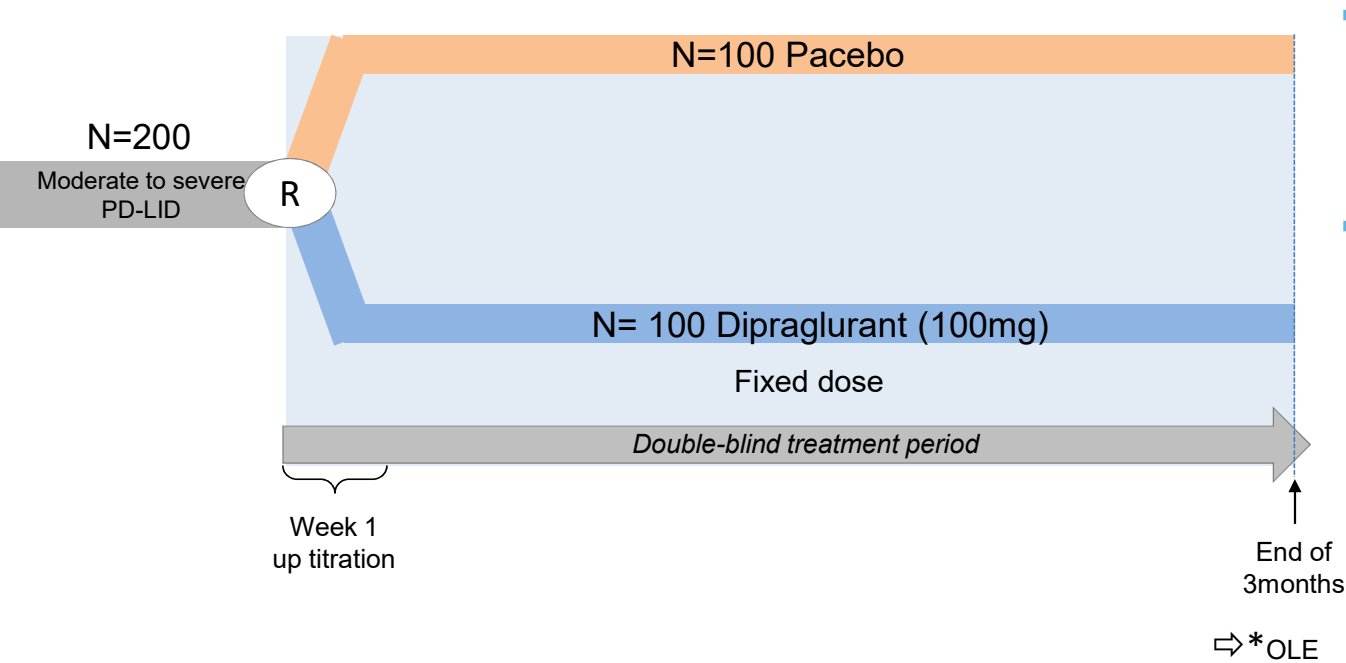 N=100 Pacebo
N=200
Moderate to severe
PD-LID
R
N= 100 Dipraglurant (100mg)
Fixed dose
Double-blind treatment period
Week 1
up titration
End of
3months
⇨*OLE